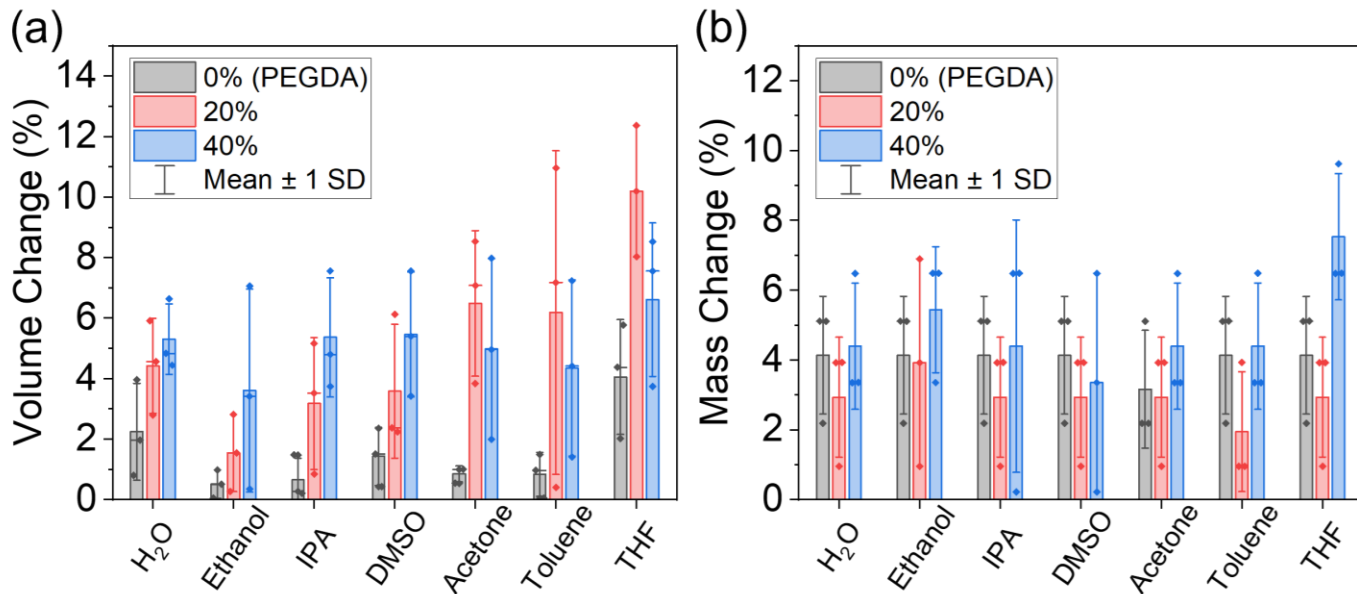 (a)
Volume Change (%)
14
12
10
8
6
4
2
0
0% (PEGDA)
20%
40%
Mean ± 1 SD
H₂O
Ethanol
IPA
DMSO
Acetone
Toluene
THF
(b)
Mass Change (%)
12
10
8
6
4
2
0
0% (PEGDA)
20%
40%
Mean ± 1 SD
H₂O
Ethanol
IPA
DMSO
Acetone
Toluene
THF